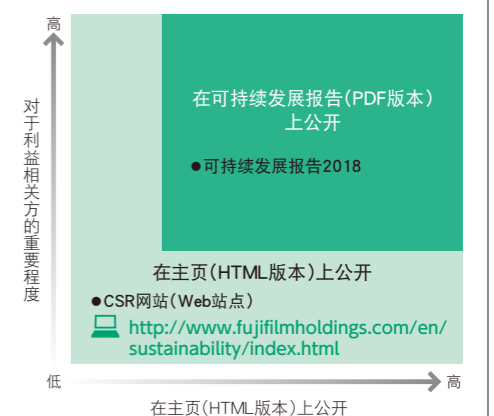 高
对于利益相关方的重要程度
在可持续发展报告(PDF版本)
上公开
●可持续发展报告2018
在主页(HTML版本)上公开
●CSR网站(Web站点)
http://www.fujifilmholdings.com/en/
sustainability/index.html
低
高
在主页(HTML版本)上公开